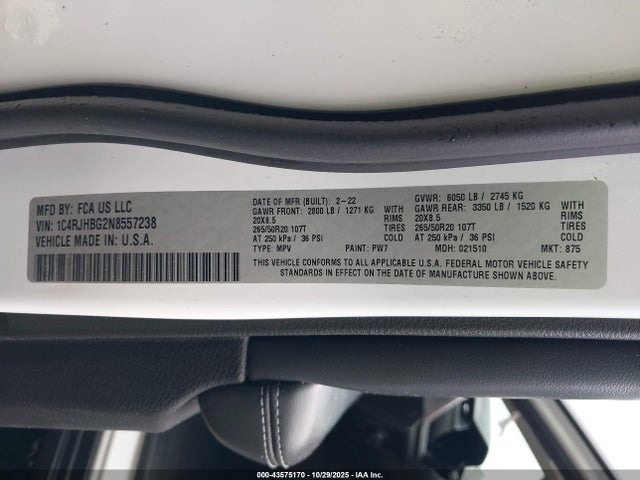 MFD BY: FCA US LLC
VIN: 1C4RJHBG2N8557238
VEHICLE MADE IN U.S.A.
DATE OF MFR (BUILT): 2-22
GAWR FRONT: 2800 LB / 1271 KG WITH
20X8.5 RIMS
265/50R20 107T TIRES
AT 250 kPa / 36 PSI COLD
TYPE: MPV PAINT: PW7
GVWR: 6050 LB / 2745 KG
GAWR REAR: 3350 LB / 1520 KG WITH
20X8.5 RIMS
265/50R20 107T TIRES
AT 250 kPa / 36 PSI COLD
MDH: 021510 MKT: 875
THIS VEHICLE CONFORMS TO ALL APPLICABLE U.S.A. FEDERAL MOTOR VEHICLE SAFETY
STANDARDS IN EFFECT ON THE DATE OF MANUFACTURE SHOWN ABOVE.
000-43575170 - 10/29/2025 - IAAI.com